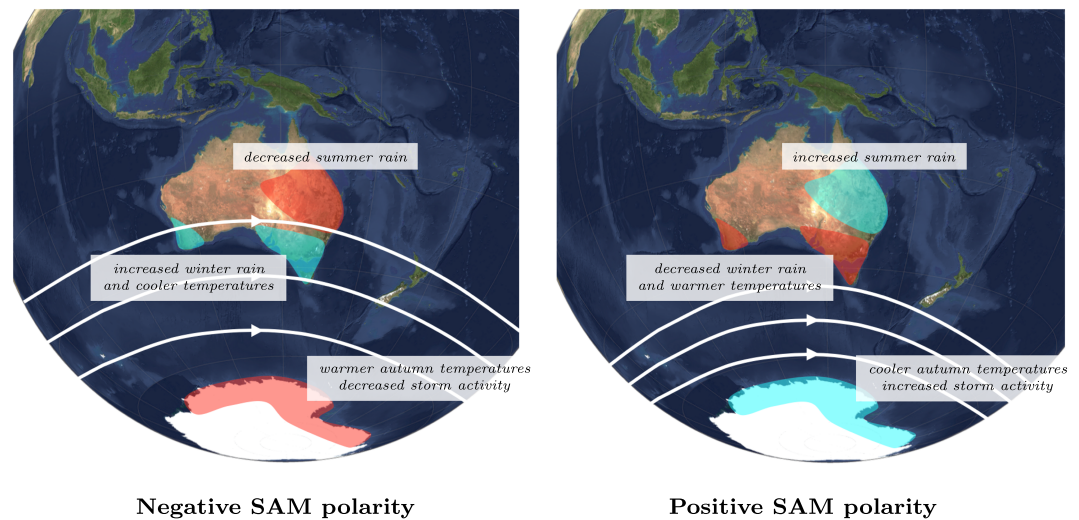 decreased summer rain
increased winter rain
and cooler temperatures
warmer autumn temperatures
decreased storm activity
Negative SAM polarity
increased summer rain
decreased winter rain
and warmer temperatures
cooler autumn temperatures
increased storm activity
Positive SAM polarity